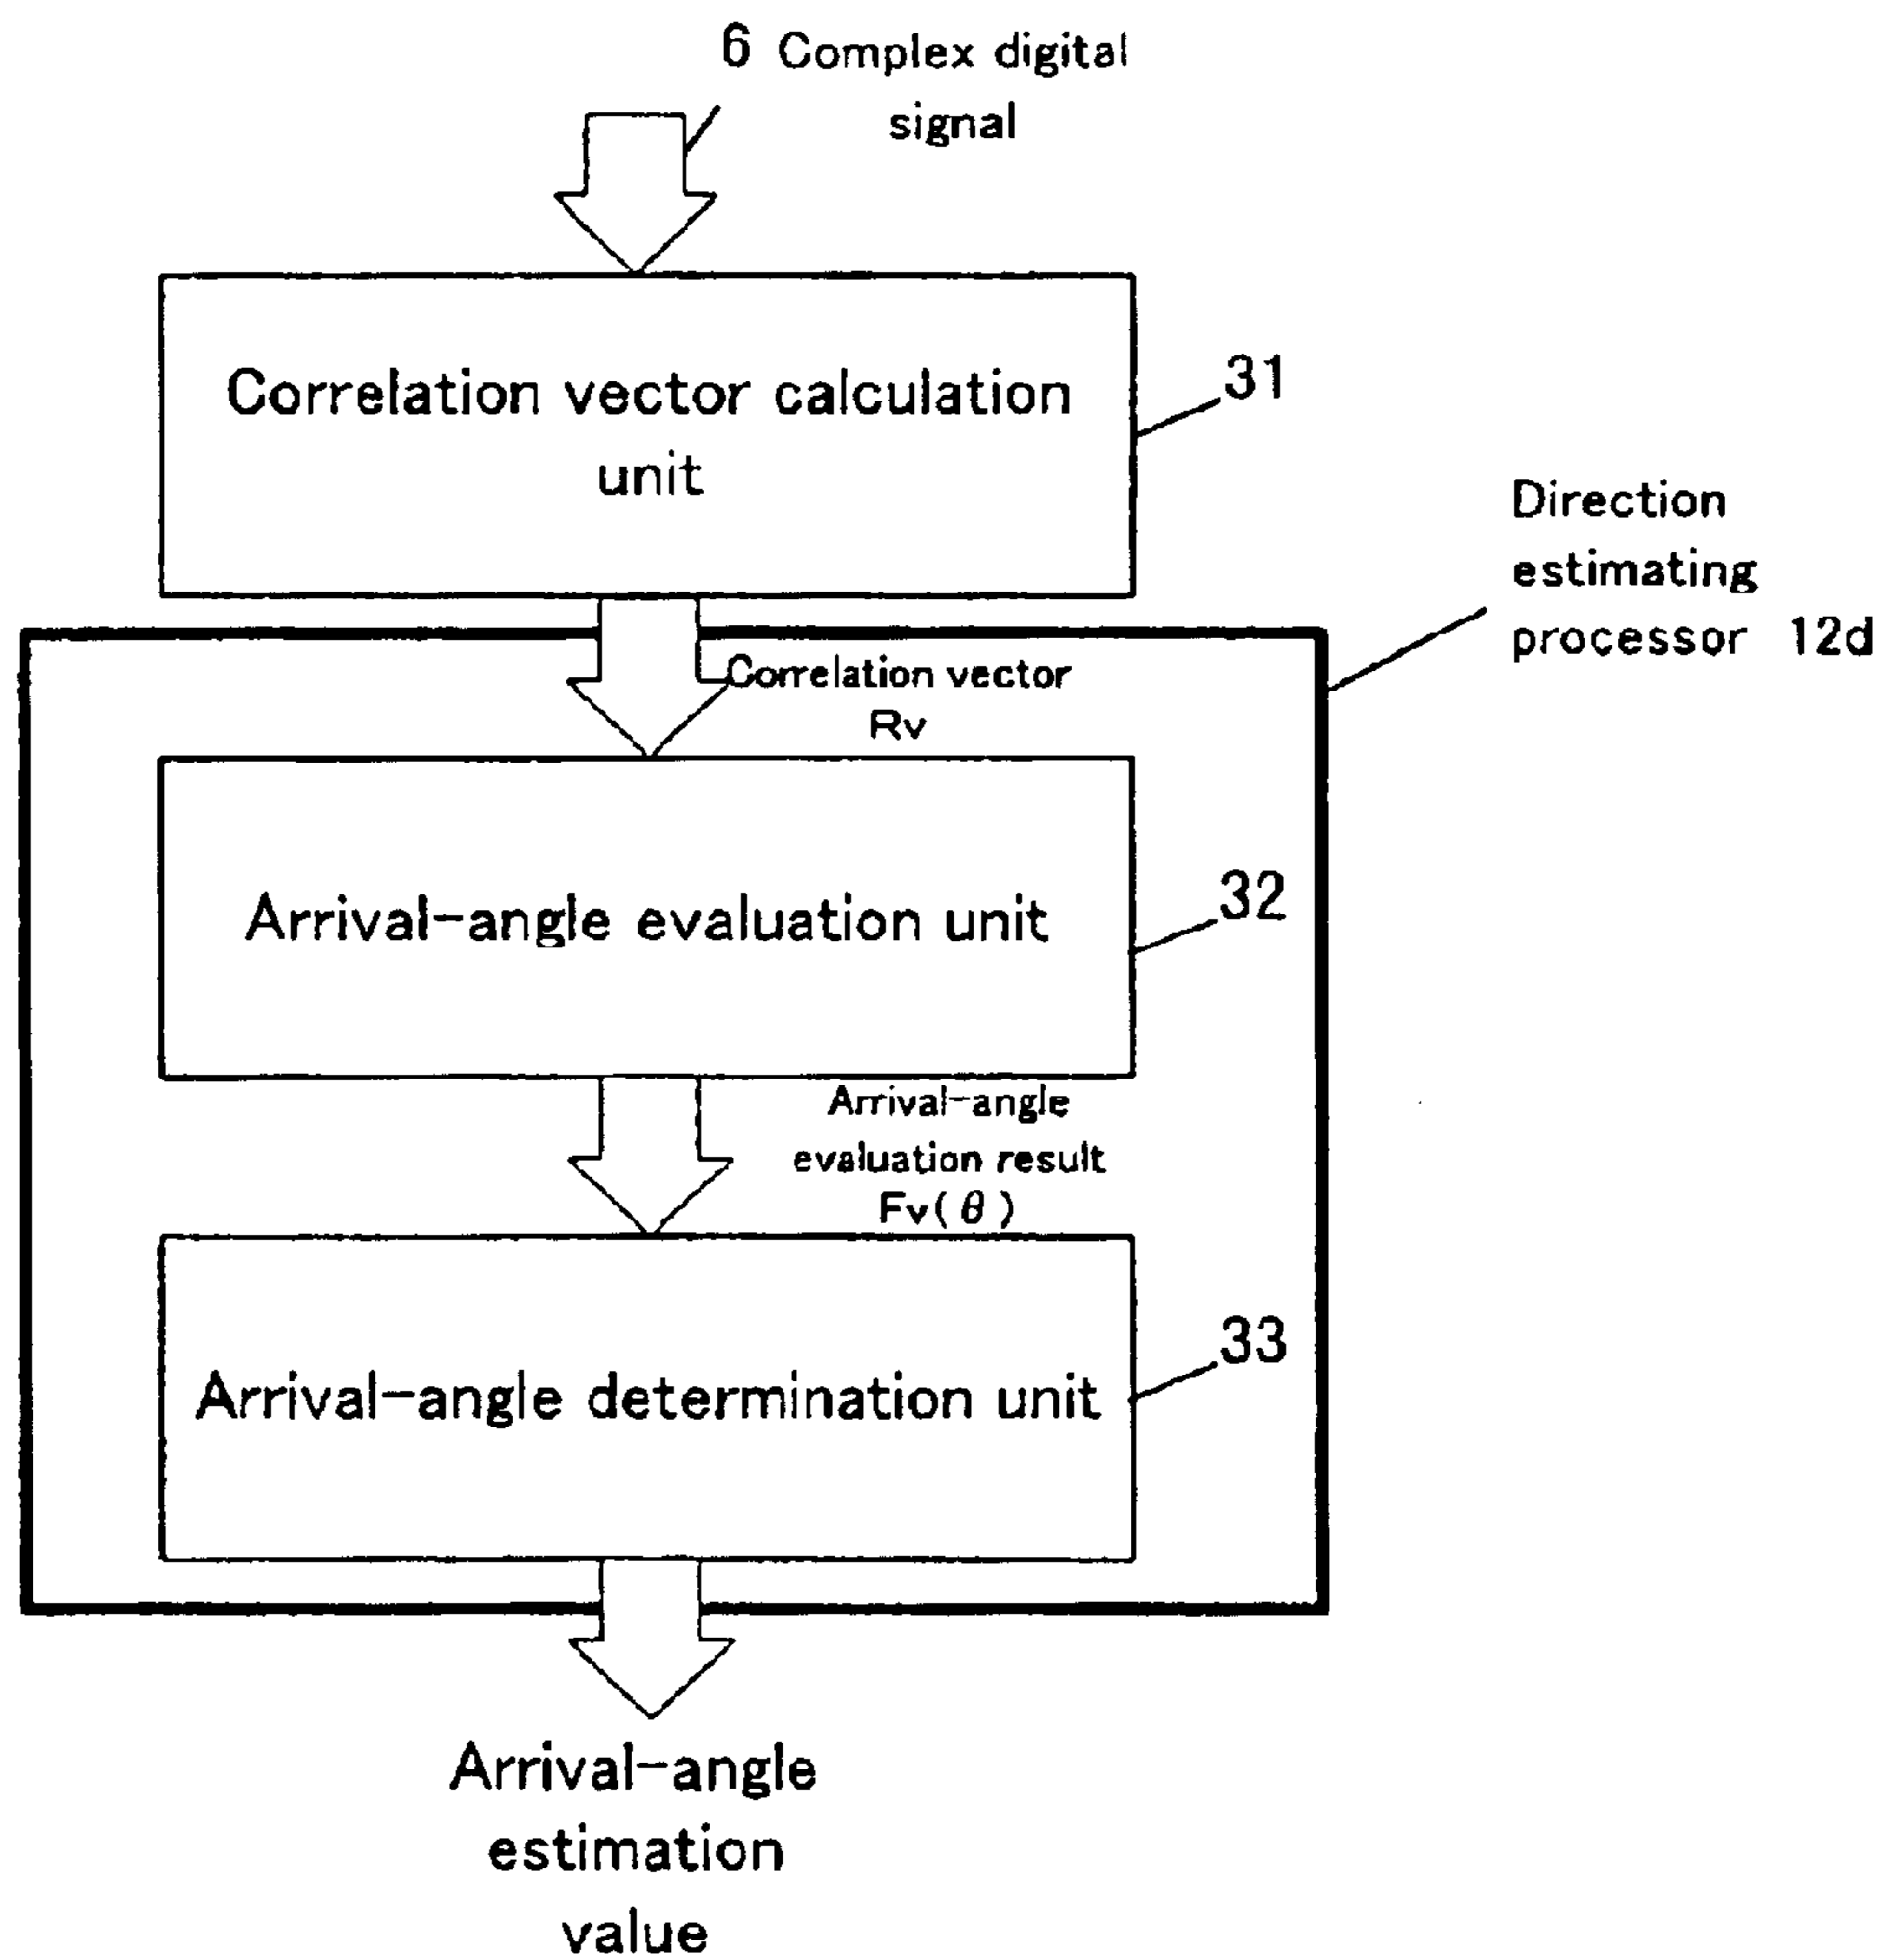 6 Complex digital
signal
Correlation vector calculation
unit
31
Direction
estimating
processor 12d
Correlation vector
Rv
Arrival-angle evaluation unit
32
Arrival-angle
evaluation result
Fv(θ)
Arrival-angle determination unit
33
Arrival-angle
estimation
value